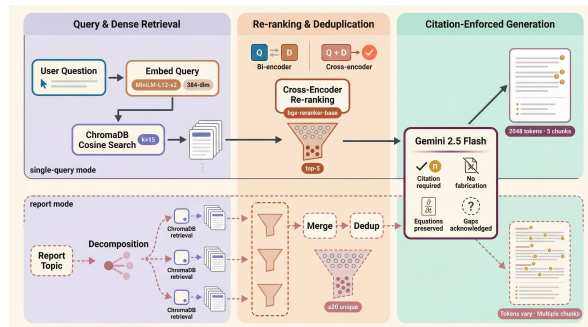 Query & Dense Retrieval
Re-ranking & Deduplication
Citation-Enforced Generation
User Question
Embed Query
MiniLM-L12-v2
384-dim
ChromaDB
Cosine Search
k=15
single-query mode
Q
D
Bi-encoder
Q + D
Cross-encoder
Cross-Encoder
Re-ranking
bge-reranker-base
top-5
Gemini 2.5 Flash
n
Citation
required
No
fabrication
∂
∂t
Equations
preserved
?
Gaps
acknowledged
2048 tokens · 5 chunks
report mode
Report
Topic
Decomposition
ChromaDB
retrieval
ChromaDB
retrieval
ChromaDB
retrieval
Merge
Dedup
≤20 unique
Tokens vary · Multiple chunks